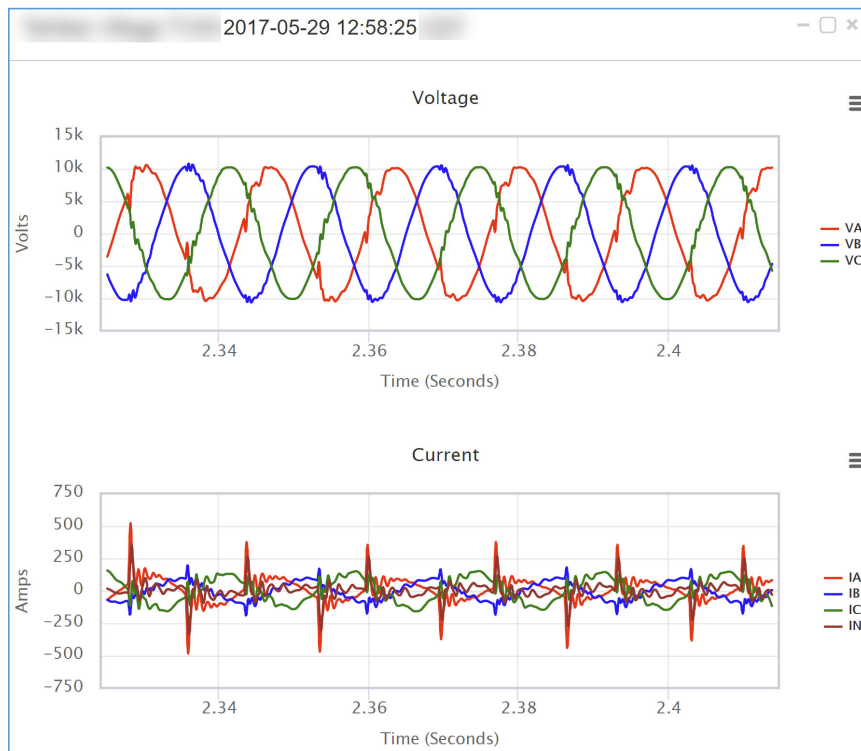 2017-05-29 12:58:25
Voltage
15k
10k
5k
0
−5k
−10k
−15k
Volts
2.34
2.36
2.38
2.4
Time (Seconds)
VA
VB
VC
Current
750
500
250
0
−250
−500
−750
Amps
2.34
2.36
2.38
2.4
Time (Seconds)
IA
IB
IC
IN